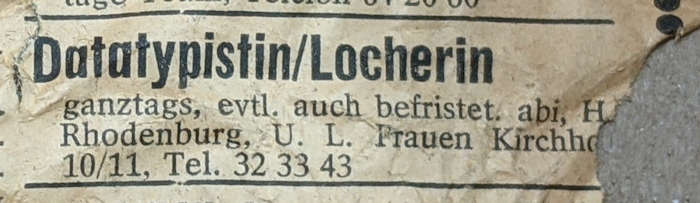 Datatypistin/Locherin
ganztags, evtl. auch befristet. abi, H.
Rhodenburg, U. L. Frauen
10/11, Tel. 32 33 43